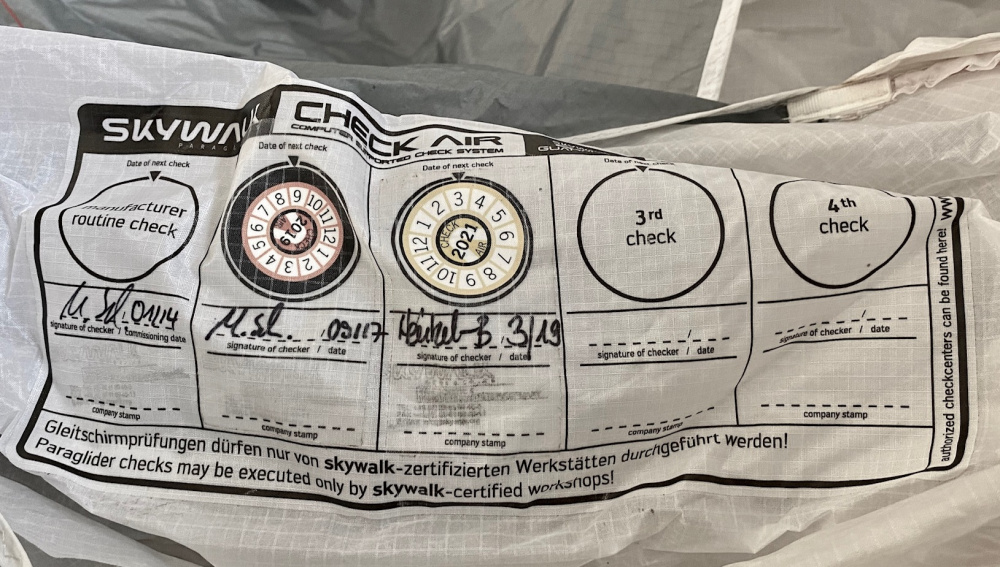 SKYWALK
PARAGL
CHECK AIR
COMPUTER SUPPORTED CHECK SYSTEM
Date of next check
manufacturer
routine check
M. Sch. 01/14
signature of checker / commissioning date
company stamp
Date of next check
1 2 3 4 5 6 7 8 9 10 11 12
2019
M. Sch. 09/17
signature of checker / date
company stamp
Date of next check
1 2 3 4 5 6 7 8 9 10 11 12
CHECK
2021
AIR
3/19
signature of checker / date
company stamp
Date of next check
3rd
check
signature of checker / date
company stamp
4th
check
signature of checker / date
company stamp
authorized checkcenters can be found here! ww
Gleitschirmprüfungen dürfen nur von skywalk-zertifizierten Werkstätten durchgeführt werden!
Paraglider checks may be executed only by skywalk-certified workshops!